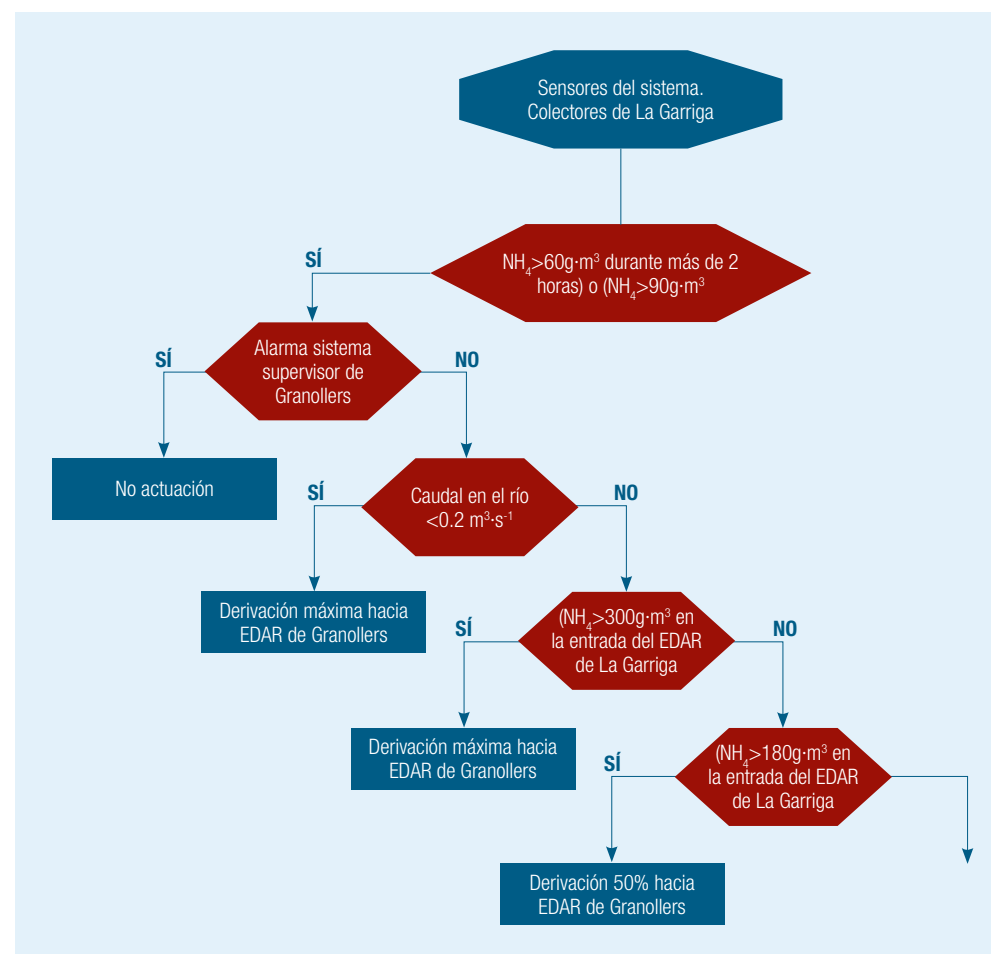 Sensores del sistema.
Colectores de La Garriga
NH₄>60g·m³ durante más de 2
horas) o (NH₄>90g·m³
SÍ
Alarma sistema
supervisor de
Granollers
SÍ
NO
No actuación
Caudal en el río
<0.2 m³·s⁻¹
SÍ
NO
Derivación máxima hacia
EDAR de Granollers
(NH₄>300g·m³ en
la entrada del EDAR
de La Garriga
SÍ
NO
Derivación máxima hacia
EDAR de Granollers
(NH₄>180g·m³ en
la entrada del EDAR
de La Garriga
SÍ
Derivación 50% hacia
EDAR de Granollers